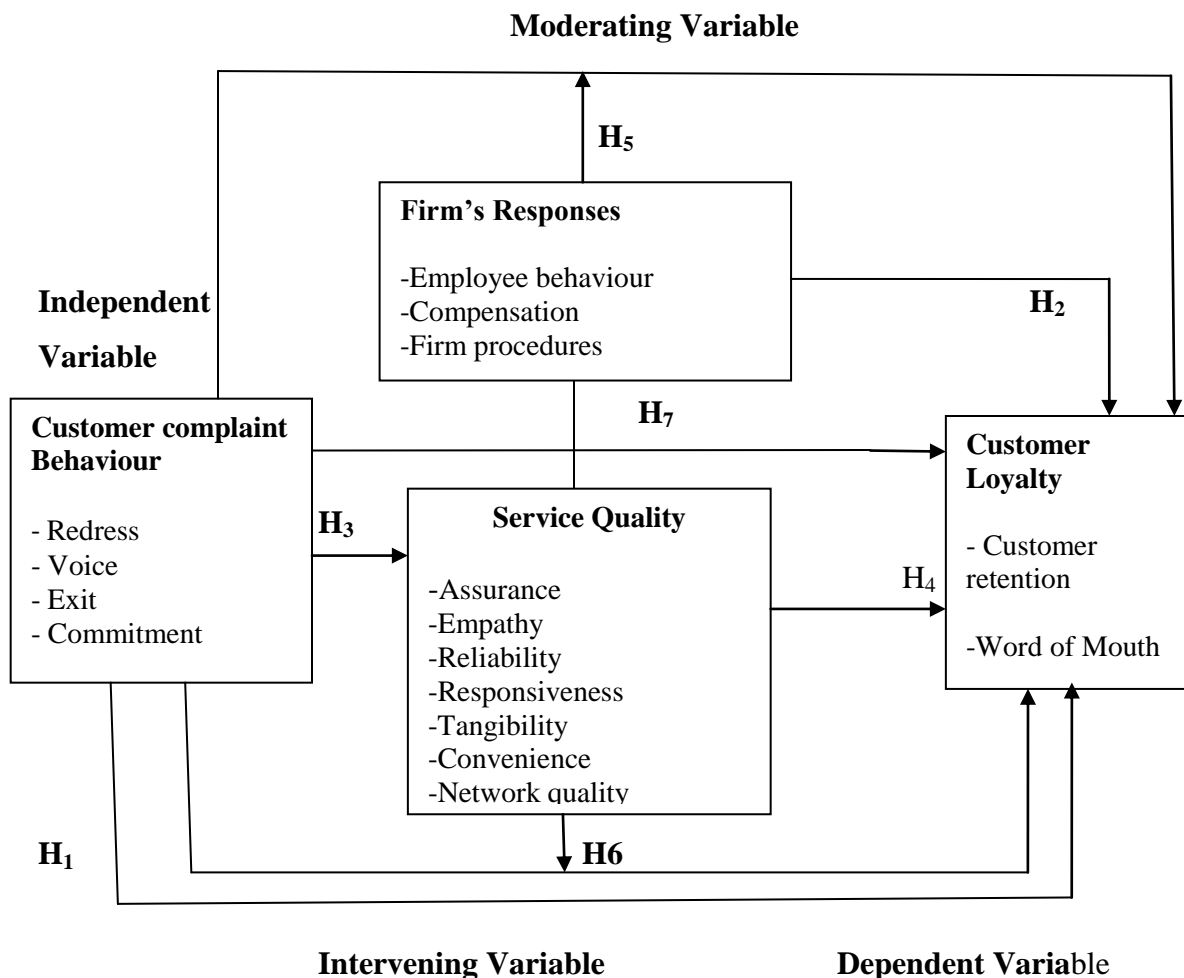 Moderating Variable
H5
Firm's Responses
-Employee behaviour
-Compensation
-Firm procedures
H2
Independent
Variable
H7
Customer complaint
Behaviour
- Redress
- Voice
- Exit
- Commitment
H3
Service Quality
-Assurance
-Empathy
-Reliability
-Responsiveness
-Tangibility
-Convenience
-Network quality
H4
Customer
Loyalty
- Customer
retention
-Word of Mouth
H1
H6
Intervening Variable
Dependent Variable